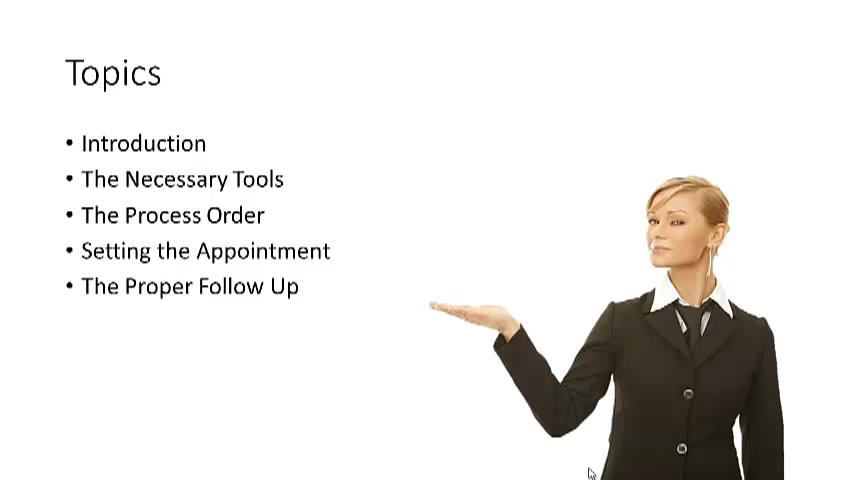 Topics
• Introduction
• The Necessary Tools
• The Process Order
• Setting the Appointment
• The Proper Follow Up